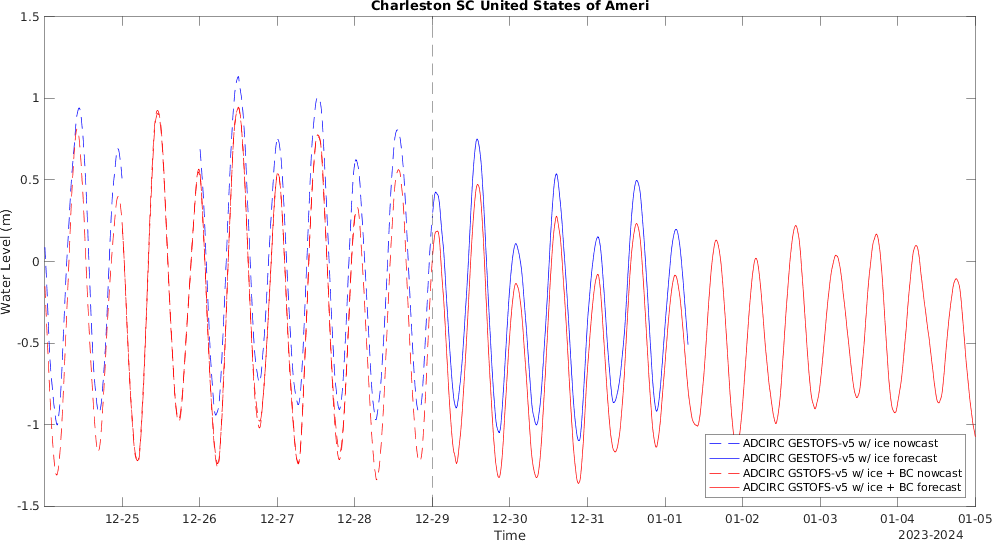 Charleston SC United States of Ameri
1.5
1
0.5
0
-0.5
-1
-1.5
Water Level (m)
ADCIRC GESTOFS-v5 w/ ice nowcast
ADCIRC GESTOFS-v5 w/ ice forecast
ADCIRC GSTOFS-v5 w/ ice + BC nowcast
ADCIRC GSTOFS-v5 w/ ice + BC forecast
12-25 12-26 12-27 12-28 12-29 12-30 12-31 01-01 01-02 01-03 01-04 01-05
Time
2023-2024